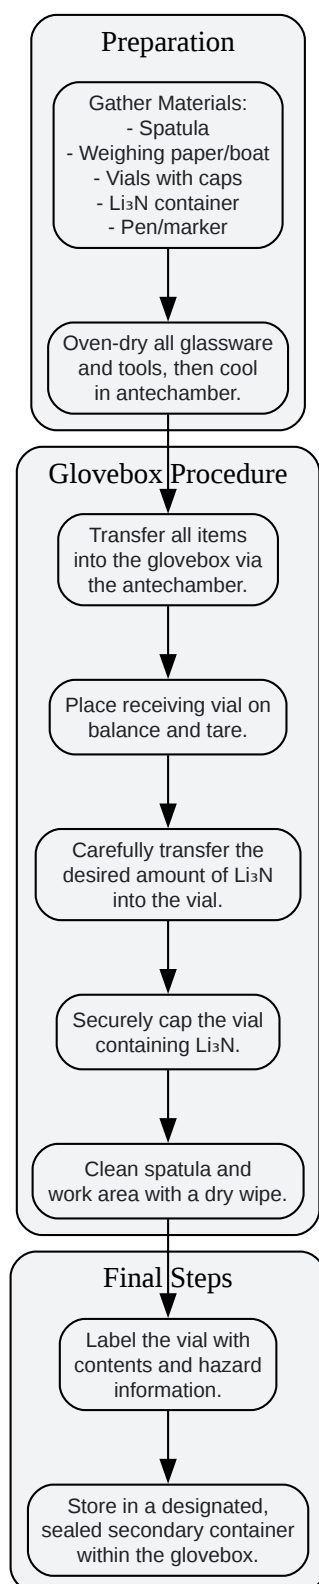 Preparation
Gather Materials:
- Spatula
- Weighing paper/boat
- Vials with caps
- Li₃N container
- Pen/marker
Oven-dry all glassware
and tools, then cool
in antechamber.
Glovebox Procedure
Transfer all items
into the glovebox via
the antechamber.
Place receiving vial on
balance and tare.
Carefully transfer the
desired amount of Li₃N
into the vial.
Securely cap the vial
containing Li₃N.
Clean spatula and
work area with a dry wipe.
Final Steps
Label the vial with
contents and hazard
information.
Store in a designated,
sealed secondary container
within the glovebox.